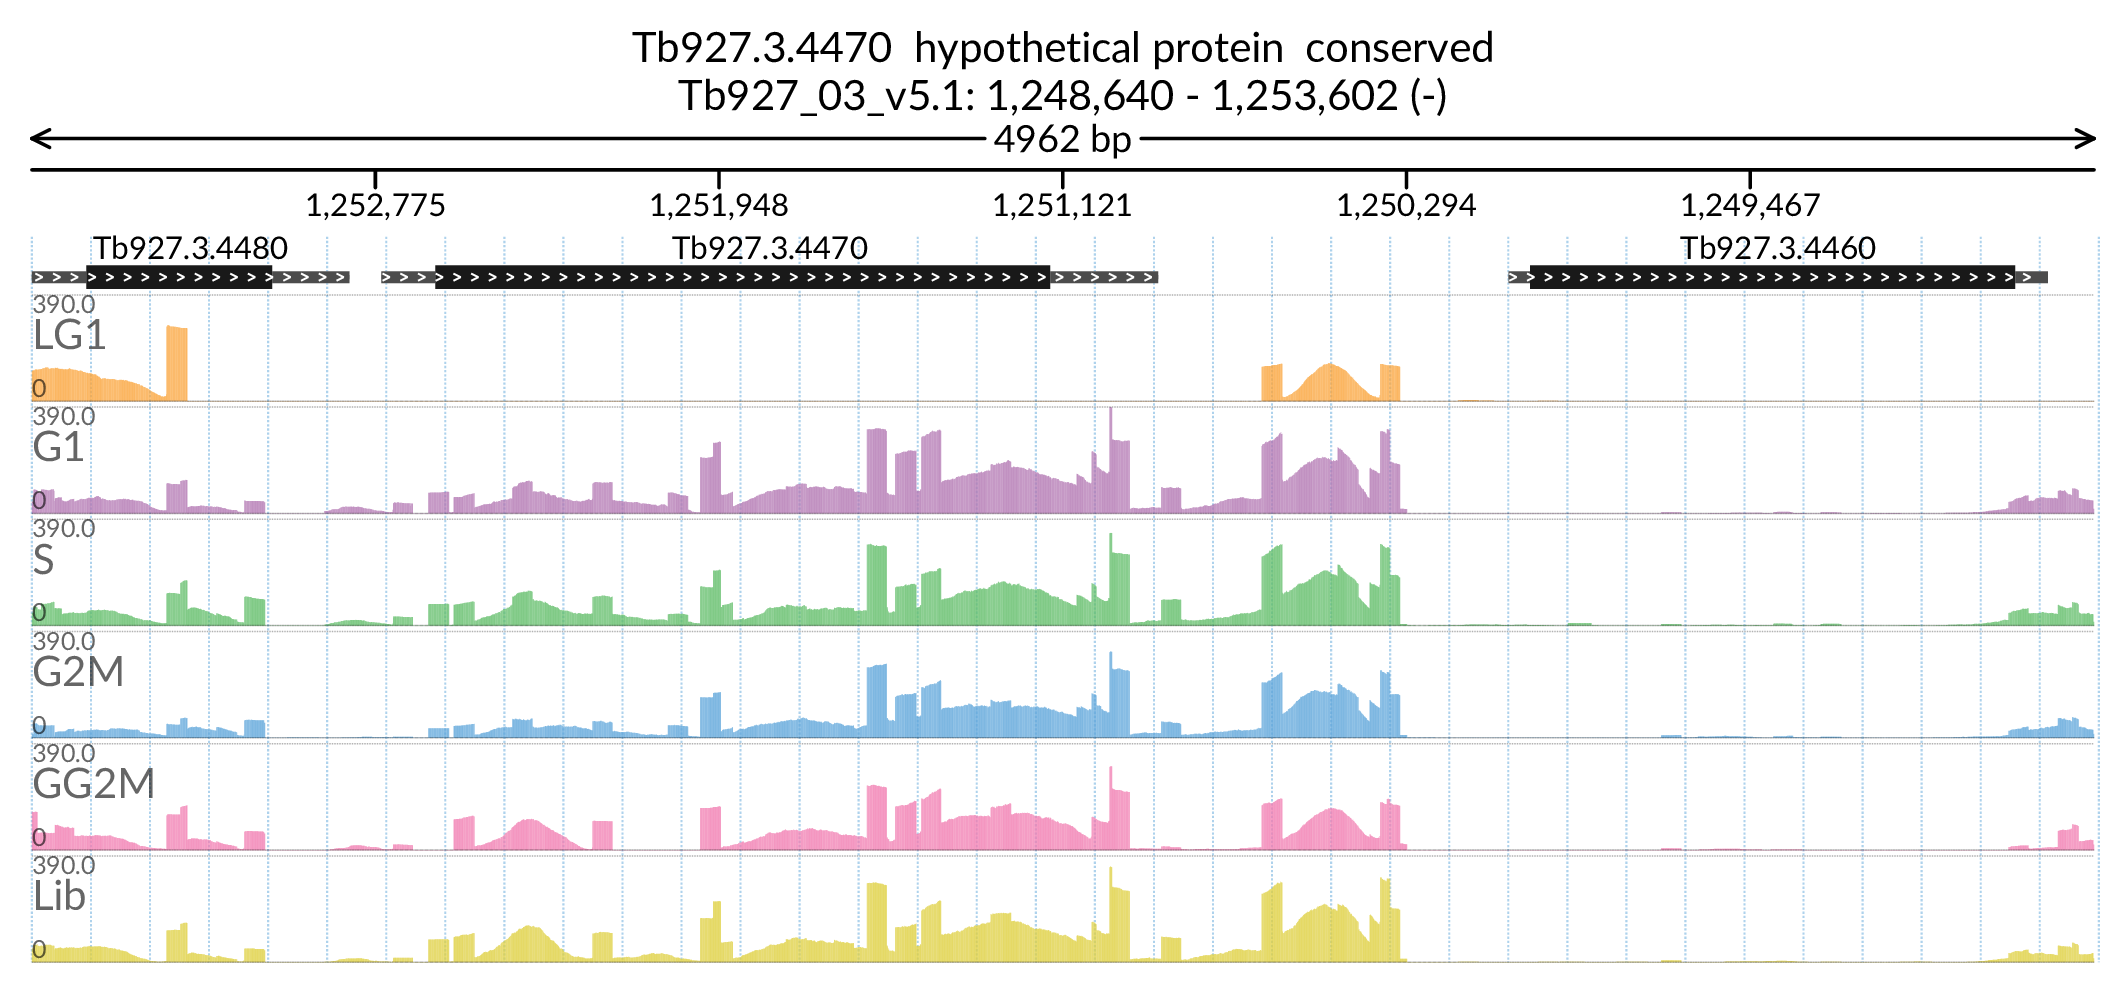 Tb927.3.4470  hypothetical protein  conserved
Tb927_03_v5.1: 1,248,640 - 1,253,602 (-)
4962 bp
1,252,775 1,251,948 1,251,121 1,250,294 1,249,467
Tb927.3.4480 Tb927.3.4470 Tb927.3.4460
390.0
LG1
0
390.0
G1
0
390.0
S
0
390.0
G2M
0
390.0
GG2M
0
390.0
Lib
0